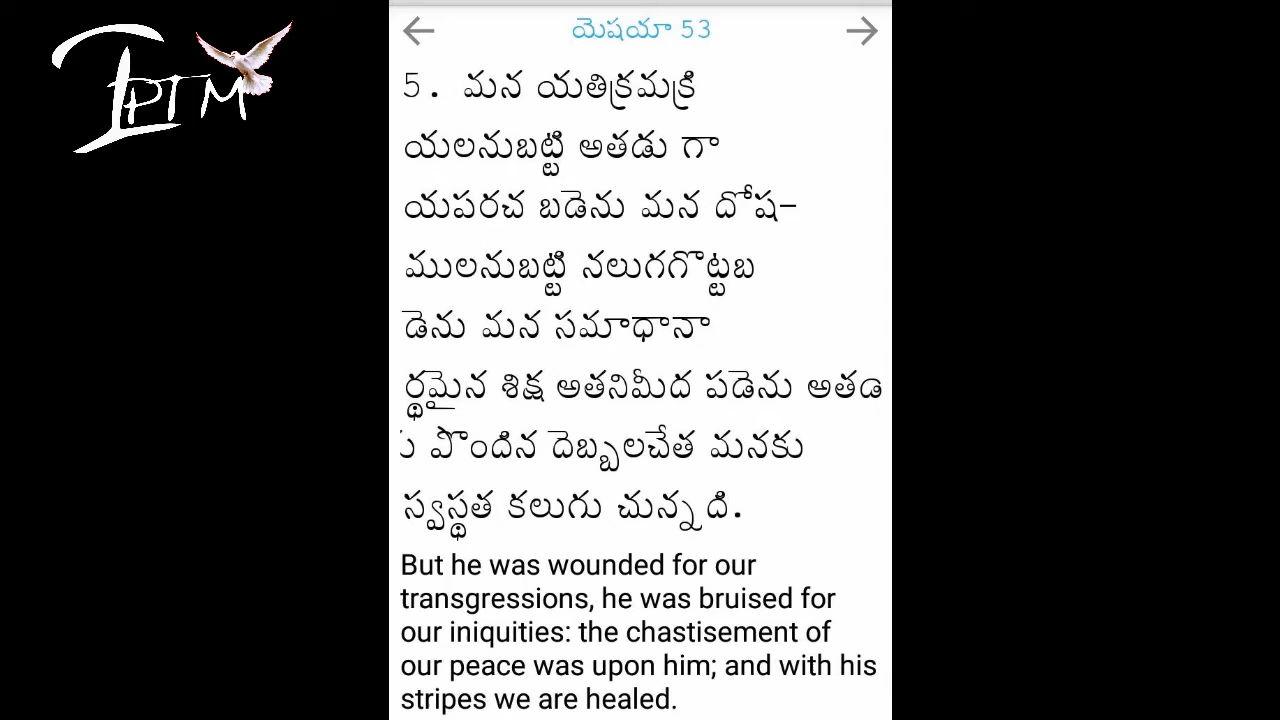 IPTM
యెషయా 53
5. మన యతిక్రమక్రి
యలనుబట్టి అతడు గా
యపరచ బడెను మన దోష-
ములనుబట్టి నలుగగొట్టబ
డెను మన సమాధానా
ర్థమైన శిక్ష అతనిమీద పడెను అతడ
ు పొందిన దెబ్బలచేత మనకు
స్వస్థత కలుగు చున్నది.
But he was wounded for our
transgressions, he was bruised for
our iniquities: the chastisement of
our peace was upon him; and with his
stripes we are healed.